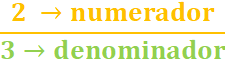 2 → numerador
3 → denominador